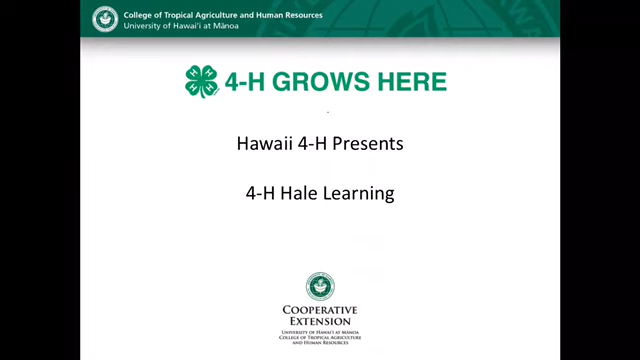 College of Tropical Agriculture and Human Resources
University of Hawai‘i at Mānoa
4-H GROWS HERE
Hawaii 4-H Presents
4-H Hale Learning
COOPERATIVE
EXTENSION
UNIVERSITY OF HAWAI‘I AT MĀNOA
COLLEGE OF TROPICAL AGRICULTURE
AND HUMAN RESOURCES